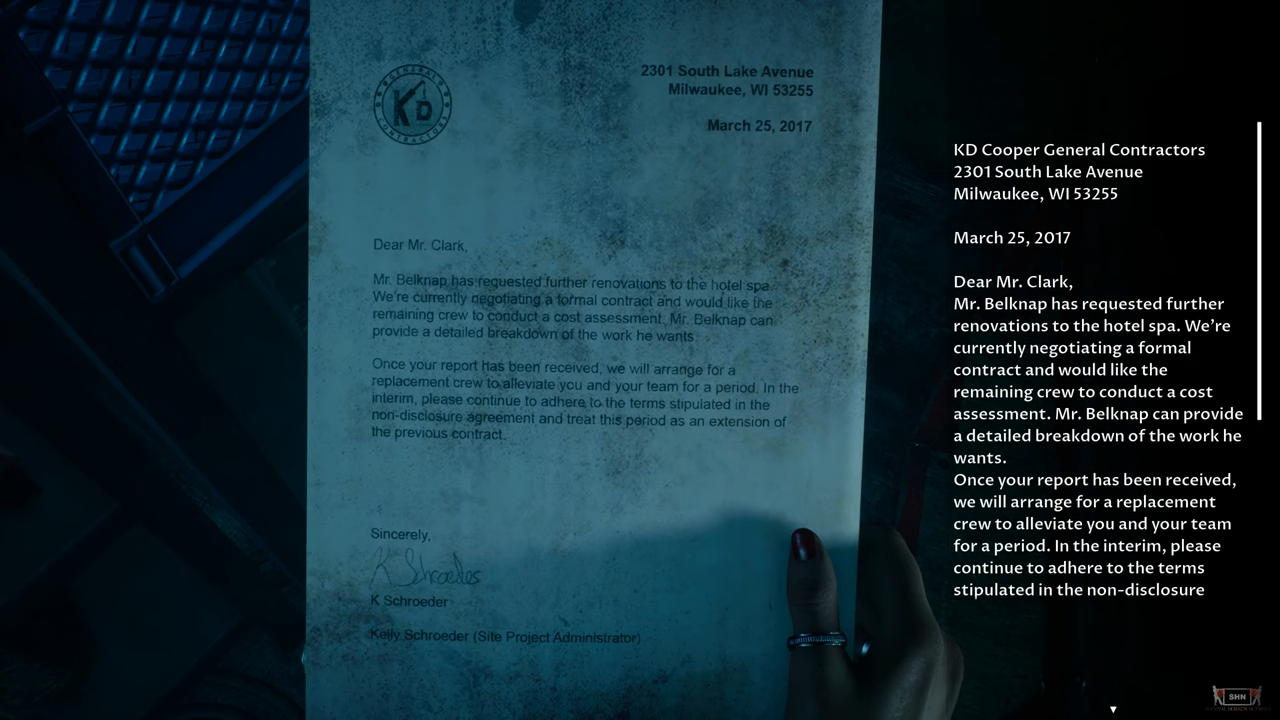 GENERAL
KD
CONTRACTORS
2301 South Lake Avenue
Milwaukee, WI 53255
March 25, 2017
Dear Mr. Clark,
Mr. Belknap has requested further renovations to the hotel spa.
We're currently negotiating a formal contract and would like the
remaining crew to conduct a cost assessment. Mr. Belknap can
provide a detailed breakdown of the work he wants.
Once your report has been received, we will arrange for a
replacement crew to alleviate you and your team for a period. In the
interim, please continue to adhere to the terms stipulated in the
non-disclosure agreement and treat this period as an extension of
the previous contract.
Sincerely,
K Schroeder
K Schroeder
Kelly Schroeder (Site Project Administrator)
KD Cooper General Contractors
2301 South Lake Avenue
Milwaukee, WI 53255
March 25, 2017
Dear Mr. Clark,
Mr. Belknap has requested further
renovations to the hotel spa. We're
currently negotiating a formal
contract and would like the
remaining crew to conduct a cost
assessment. Mr. Belknap can provide
a detailed breakdown of the work he
wants.
Once your report has been received,
we will arrange for a replacement
crew to alleviate you and your team
for a period. In the interim, please
continue to adhere to the terms
stipulated in the non-disclosure
SHN